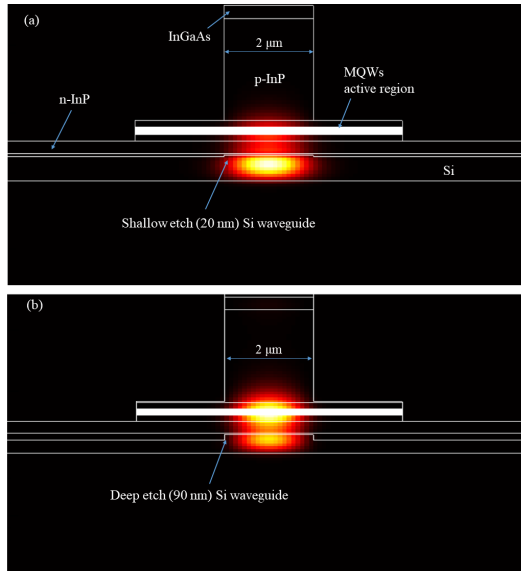 (a)
InGaAs
2 μm
p-InP
MQWs
active region
n-InP
Si
Shallow etch (20 nm) Si waveguide
(b)
2 μm
Deep etch (90 nm) Si waveguide